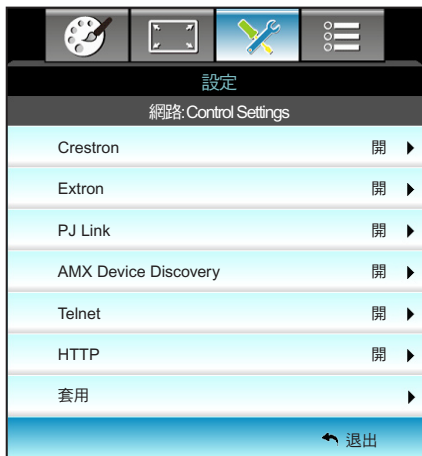 設定
網路: Control Settings
Crestron 開
Extron 開
PJ Link 開
AMX Device Discovery 開
Telnet 開
HTTP 開
套用
退出